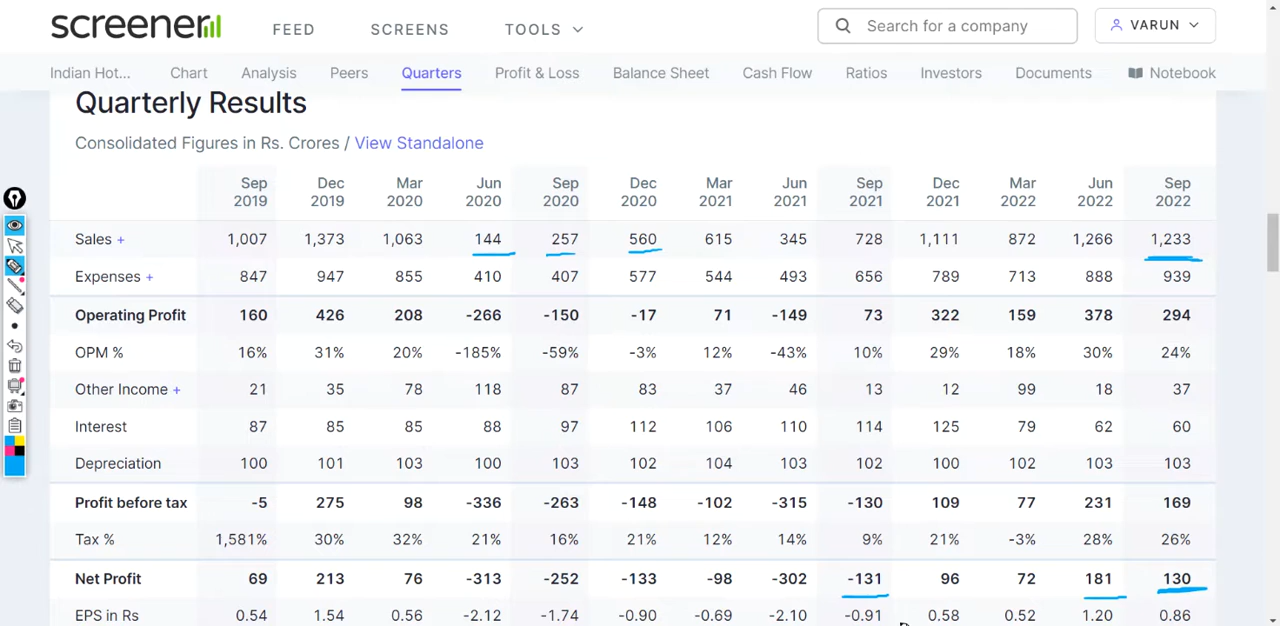 screener
FEED SCREENS TOOLS
Search for a company
VARUN
Indian Hot... Chart Analysis Peers Quarters Profit & Loss Balance Sheet Cash Flow Ratios Investors Documents Notebook
Quarterly Results
Consolidated Figures in Rs. Crores / View Standalone
Sep 2019 Dec 2019 Mar 2020 Jun 2020 Sep 2020 Dec 2020 Mar 2021 Jun 2021 Sep 2021 Dec 2021 Mar 2022 Jun 2022 Sep 2022
Sales + 1,007 1,373 1,063 144 257 560 615 345 728 1,111 872 1,266 1,233
Expenses + 847 947 855 410 407 577 544 493 656 789 713 888 939
Operating Profit 160 426 208 -266 -150 -17 71 -149 73 322 159 378 294
OPM % 16% 31% 20% -185% -59% -3% 12% -43% 10% 29% 18% 30% 24%
Other Income + 21 35 78 118 87 83 37 46 13 12 99 18 37
Interest 87 85 85 88 97 112 106 110 114 125 79 62 60
Depreciation 100 101 103 100 103 102 104 103 102 100 102 103 103
Profit before tax -5 275 98 -336 -263 -148 -102 -315 -130 109 77 231 169
Tax % 1,581% 30% 32% 21% 16% 21% 12% 14% 9% 21% -3% 28% 26%
Net Profit 69 213 76 -313 -252 -133 -98 -302 -131 96 72 181 130
EPS in Rs 0.54 1.54 0.56 -2.12 -1.74 -0.90 -0.69 -2.10 -0.91 0.58 0.52 1.20 0.86